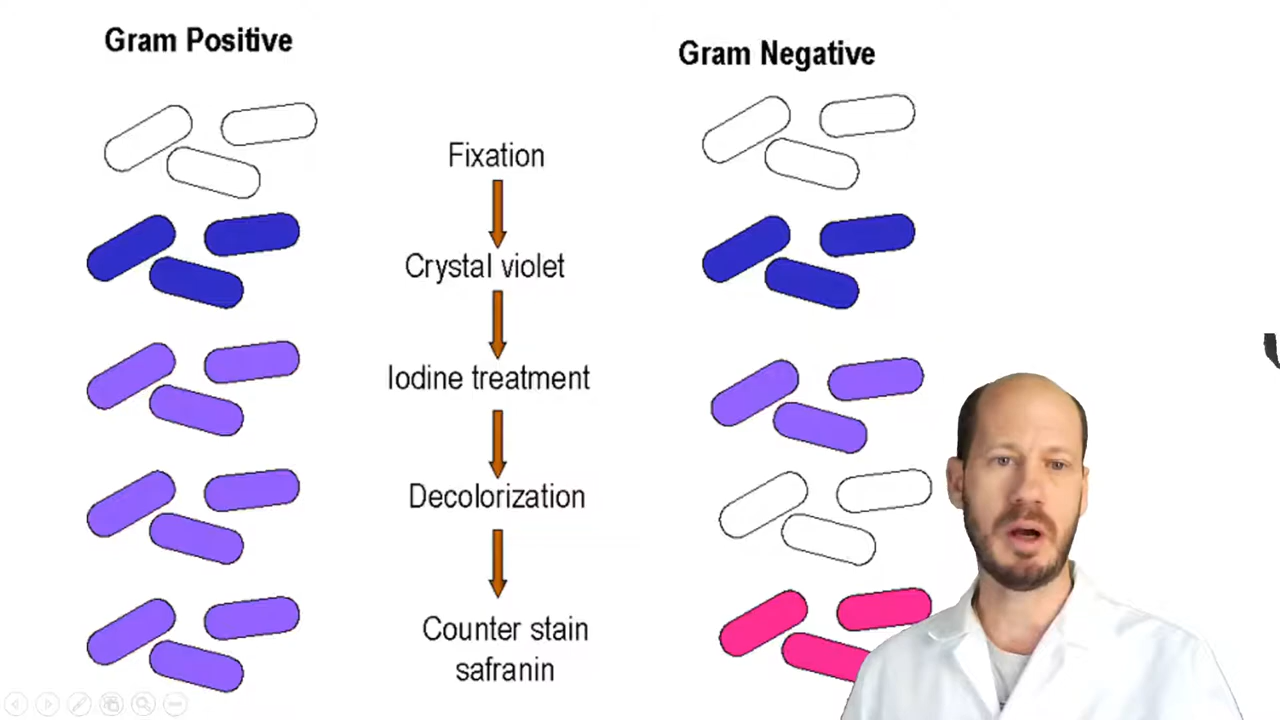 Gram Positive
Gram Negative
Fixation
Crystal violet
Iodine treatment
Decolorization
Counter stain
safranin